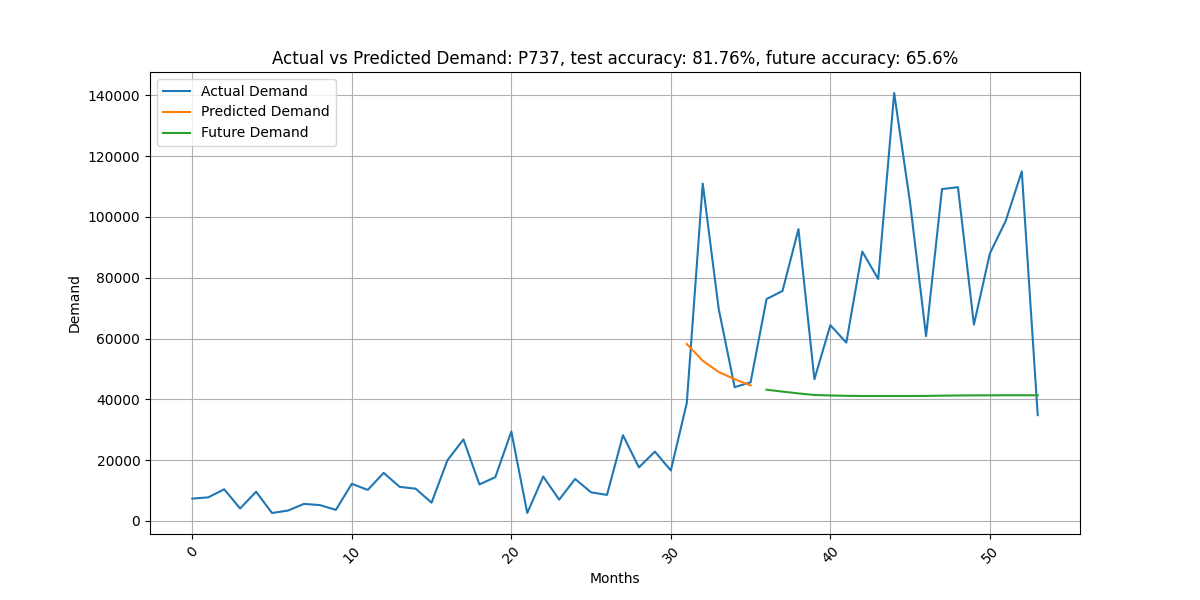 Actual vs Predicted Demand: P737, test accuracy: 81.76%, future accuracy: 65.6%
Actual Demand
Predicted Demand
Future Demand
140000
120000
100000
80000
60000
40000
20000
0
Demand
0
10
20
30
40
50
Months